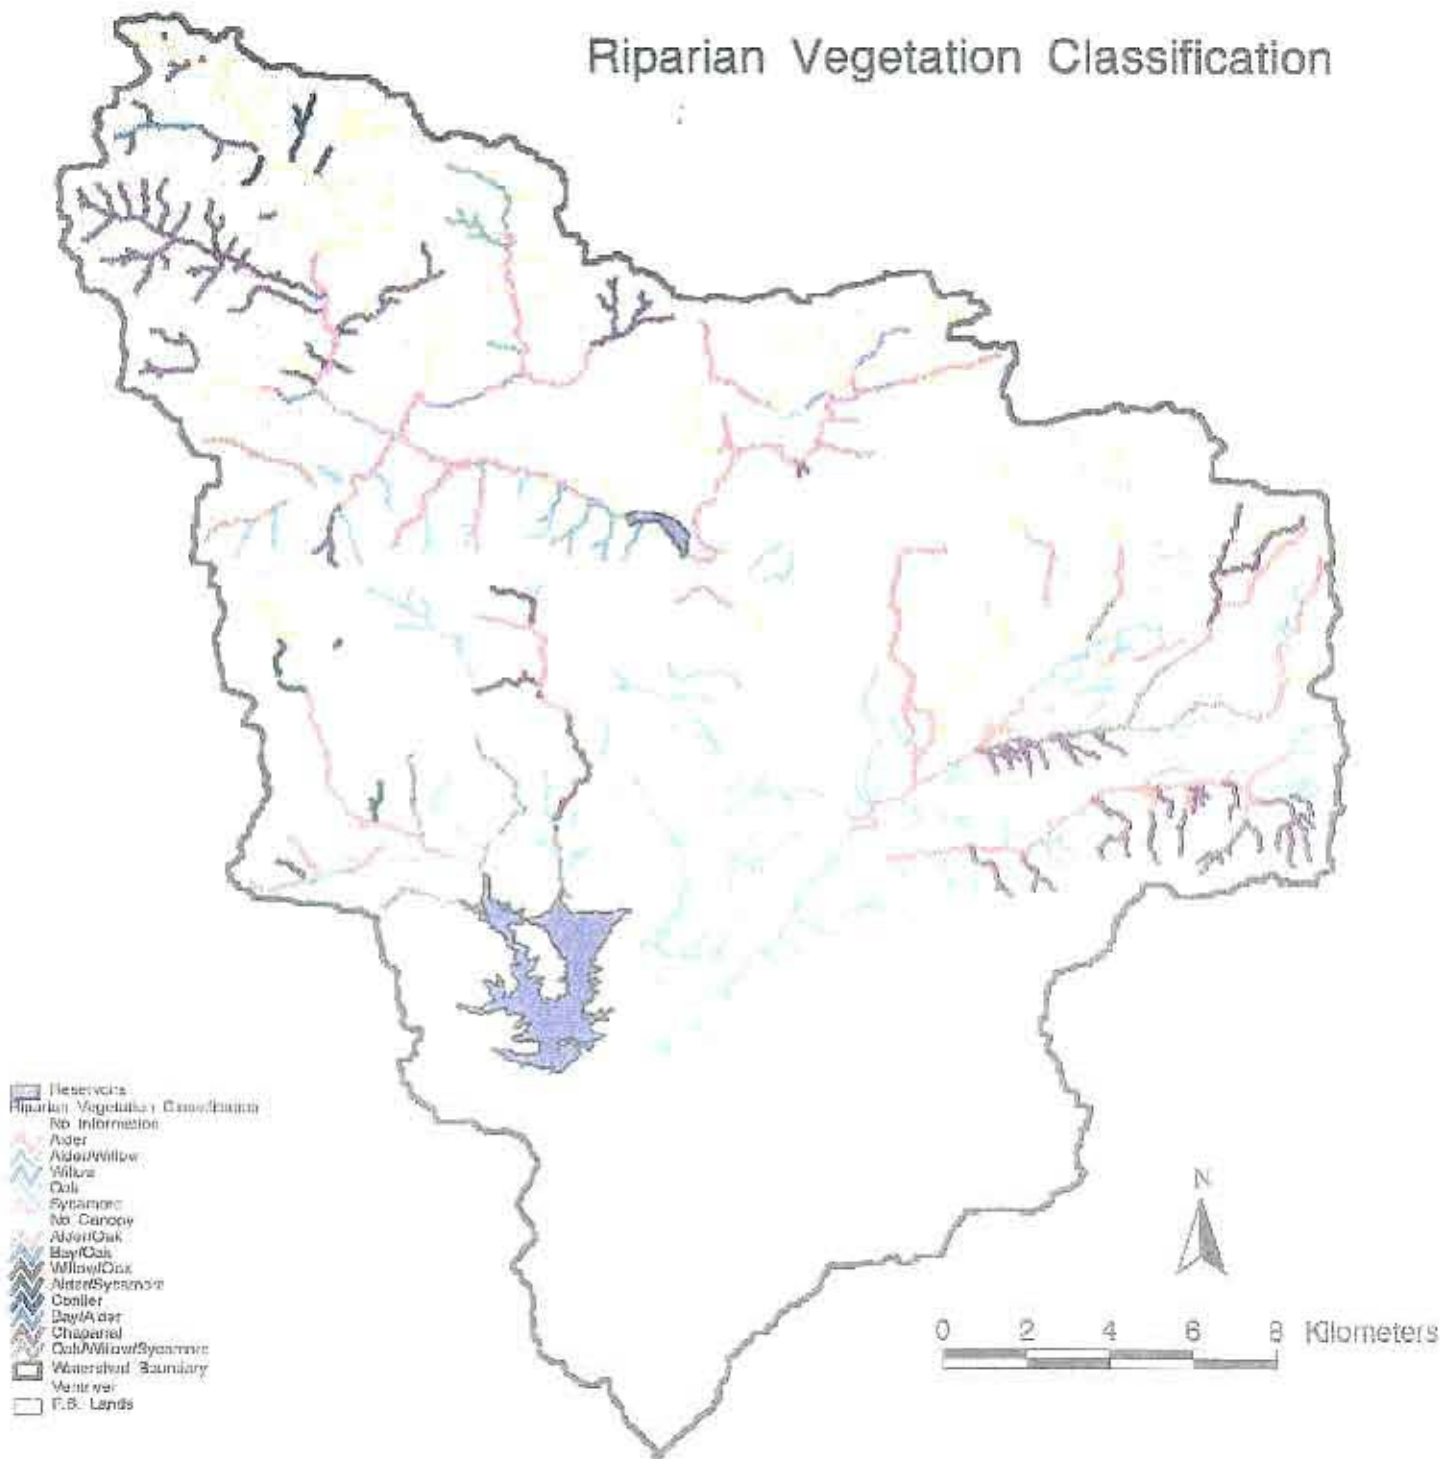 Riparian Vegetation Classification
Reservoirs
Riparian Vegetation Classification
No Information
Alder
Alder/Willow
Willow
Oak
Sycamore
No Canopy
Alder/Oak
Bay/Oak
Willow/Oak
Alder/Sycamore
Conifer
Bay/Alder
Chaparral
Oak/Willow/Sycamore
Watershed Boundary
F.S. Lands
N
0 2 4 6 8 Kilometers